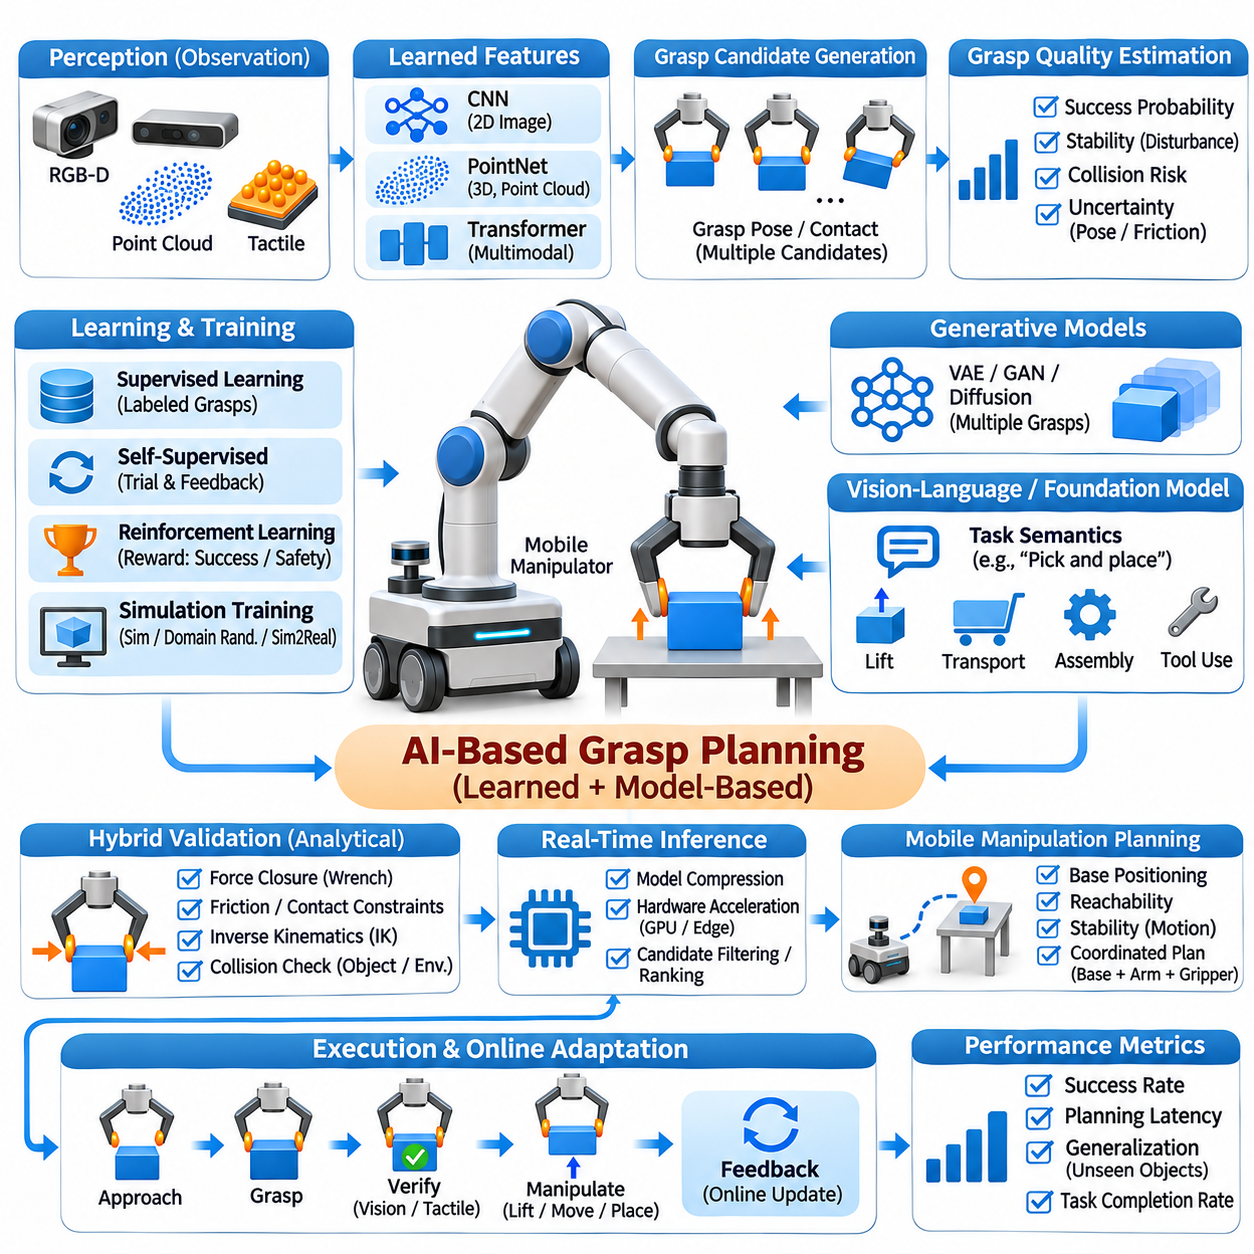 Perception (Observation)
RGB-D
Point Cloud
Tactile
Learned Features
CNN
(2D Image)
PointNet
(3D, Point Cloud)
Transformer
(Multimodal)
Grasp Candidate Generation
...
Grasp Pose / Contact
(Multiple Candidates)
Grasp Quality Estimation
Success Probability
Stability (Disturbance)
Collision Risk
Uncertainty
(Pose / Friction)
Learning & Training
Supervised Learning
(Labeled Grasps)
Self-Supervised
(Trial & Feedback)
Reinforcement Learning
(Reward: Success / Safety)
Simulation Training
(Sim / Domain Rand. / Sim2Real)
Mobile
Manipulator
Generative Models
VAE / GAN /
Diffusion
(Multiple Grasps)
Vision-Language / Foundation Model
Task Semantics
(e.g., “Pick and place”)
Lift
Transport
Assembly
Tool Use
AI-Based Grasp Planning
(Learned + Model-Based)
Hybrid Validation (Analytical)
Force Closure (Wrench)
Friction / Contact Constraints
Inverse Kinematics (IK)
Collision Check (Object / Env.)
Real-Time Inference
Model Compression
Hardware Acceleration
(GPU / Edge)
Candidate Filtering /
Ranking
Mobile Manipulation Planning
Base Positioning
Reachability
Stability (Motion)
Coordinated Plan
(Base + Arm + Gripper)
Execution & Online Adaptation
Approach
Grasp
Verify
(Vision / Tactile)
Manipulate
(Lift / Move / Place)
Feedback
(Online Update)
Performance Metrics
Success Rate
Planning Latency
Generalization
(Unseen Objects)
Task Completion Rate